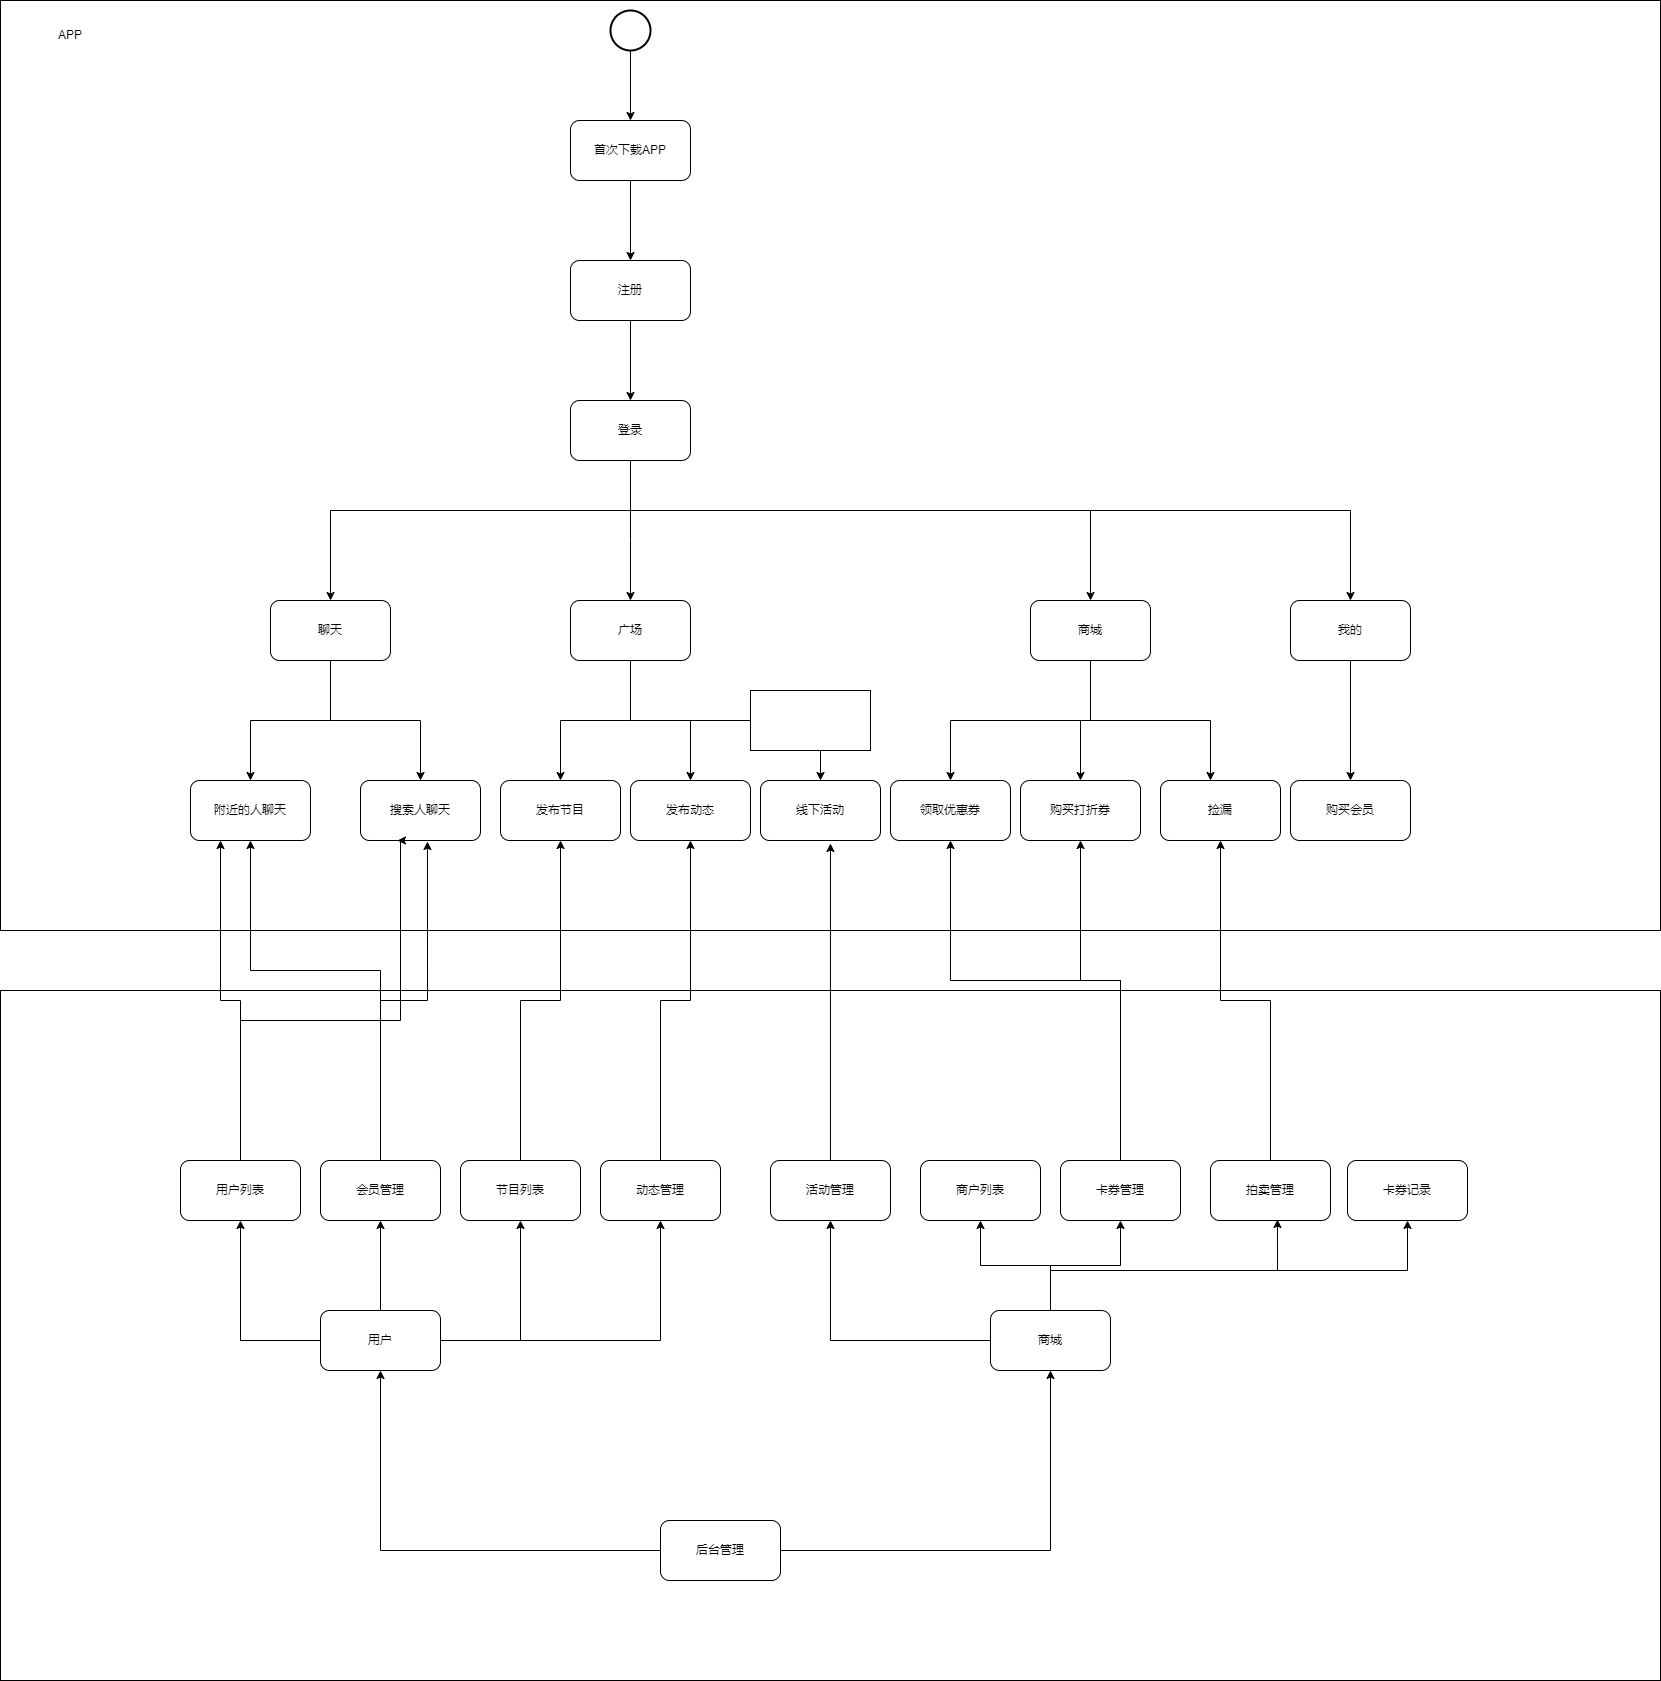 APP
首次下载APP
注册
登录
聊天
广场
商城
我的
附近的人聊天
搜索人聊天
发布节目
发布动态
线下活动
领取优惠券
购买打折券
捡漏
购买会员
用户列表
会员管理
节目列表
动态管理
活动管理
商户列表
卡券管理
拍卖管理
卡券记录
用户
商城
后台管理